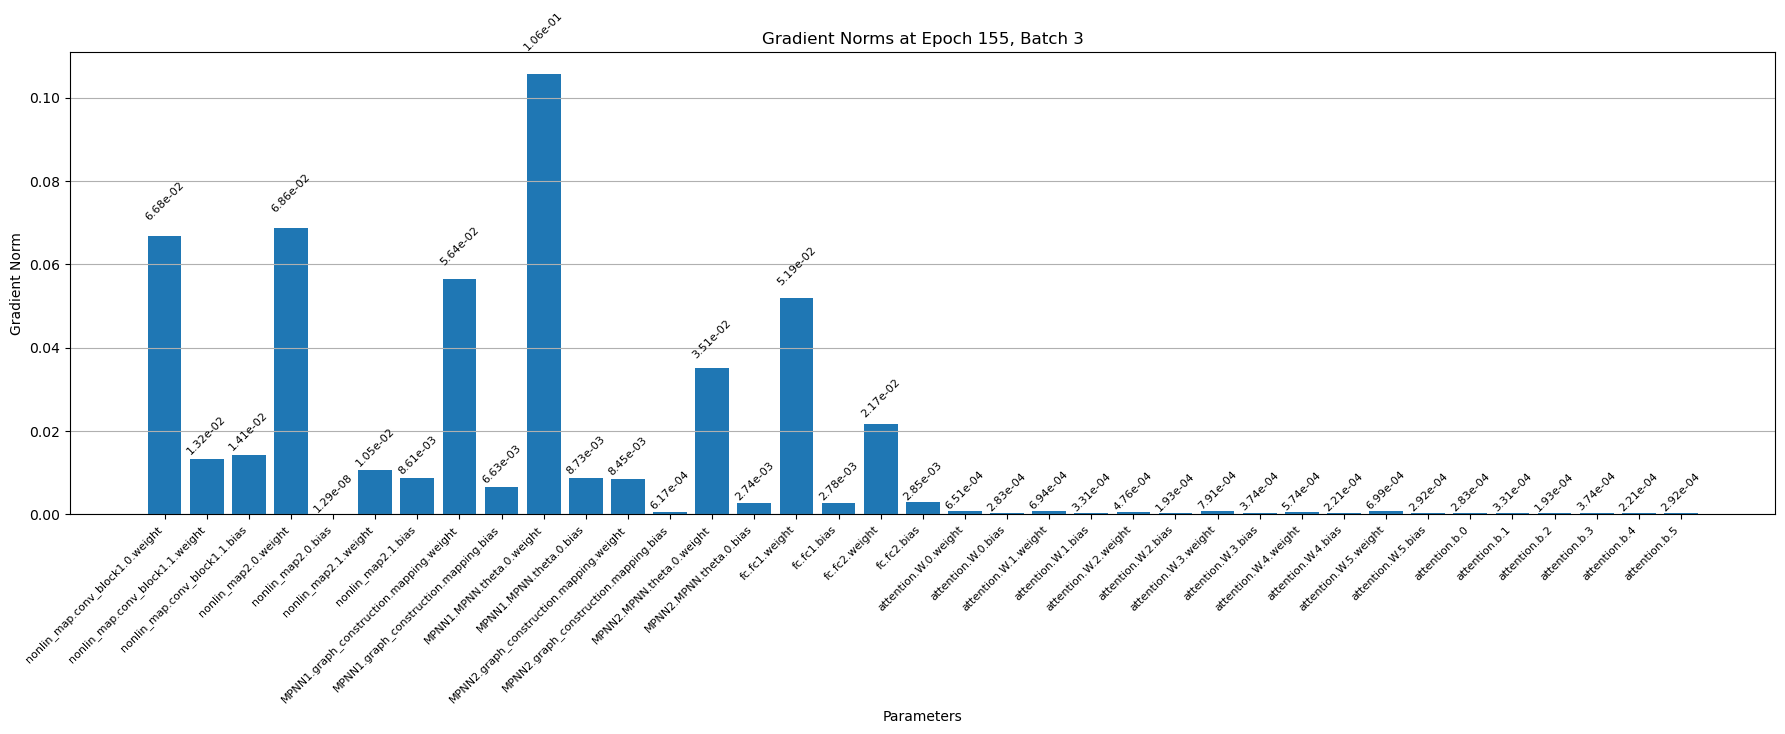 Gradient Norms at Epoch 155, Batch 3
Gradient Norm
0.10
0.08
0.06
0.04
0.02
0.00
6.68e-02
1.32e-02
1.41e-02
6.86e-02
1.29e-08
1.05e-02
8.61e-03
5.64e-02
6.63e-03
1.06e-01
8.73e-03
8.45e-03
6.17e-04
3.51e-02
2.74e-03
5.19e-02
2.78e-03
2.17e-02
2.85e-03
6.51e-04
2.83e-04
6.94e-04
3.31e-04
4.76e-04
1.93e-04
7.91e-04
3.74e-04
5.74e-04
2.21e-04
6.99e-04
2.92e-04
2.83e-04
3.31e-04
1.93e-04
3.74e-04
2.21e-04
2.92e-04
nonlin_map.conv_block1.0.weight
nonlin_map.conv_block1.1.weight
nonlin_map.conv_block1.1.bias
nonlin_map2.0.weight
nonlin_map2.0.bias
nonlin_map2.1.weight
nonlin_map2.1.bias
MPNN1.graph_construction.mapping.weight
MPNN1.graph_construction.mapping.bias
MPNN1.MPNN.theta.0.weight
MPNN1.MPNN.theta.0.bias
MPNN2.graph_construction.mapping.weight
MPNN2.graph_construction.mapping.bias
MPNN2.MPNN.theta.0.weight
MPNN2.MPNN.theta.0.bias
fc.fc1.weight
fc.fc1.bias
fc.fc2.weight
fc.fc2.bias
attention.W.0.weight
attention.W.0.bias
attention.W.1.weight
attention.W.1.bias
attention.W.2.weight
attention.W.2.bias
attention.W.3.weight
attention.W.3.bias
attention.W.4.weight
attention.W.4.bias
attention.W.5.weight
attention.W.5.bias
attention.b.0
attention.b.1
attention.b.2
attention.b.3
attention.b.4
attention.b.5
Parameters